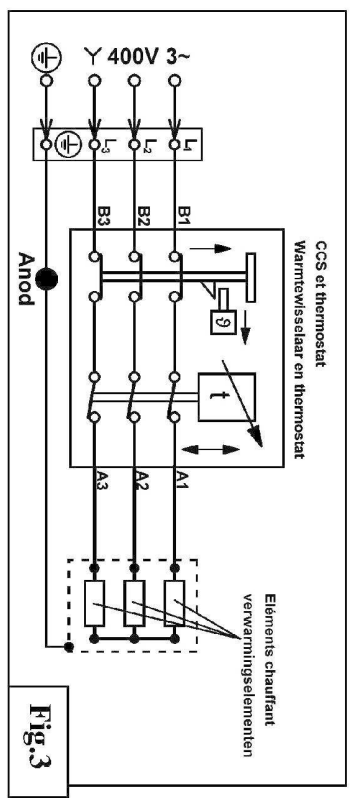 Y 400V 3~
L1
L2
L3
B1
B2
B3
Anod
CCS et thermostat
Warmtewisselaar en thermostat
ϑ
t
A1
A2
A3
Eléments chauffant
verwarmingselementen
Fig.3